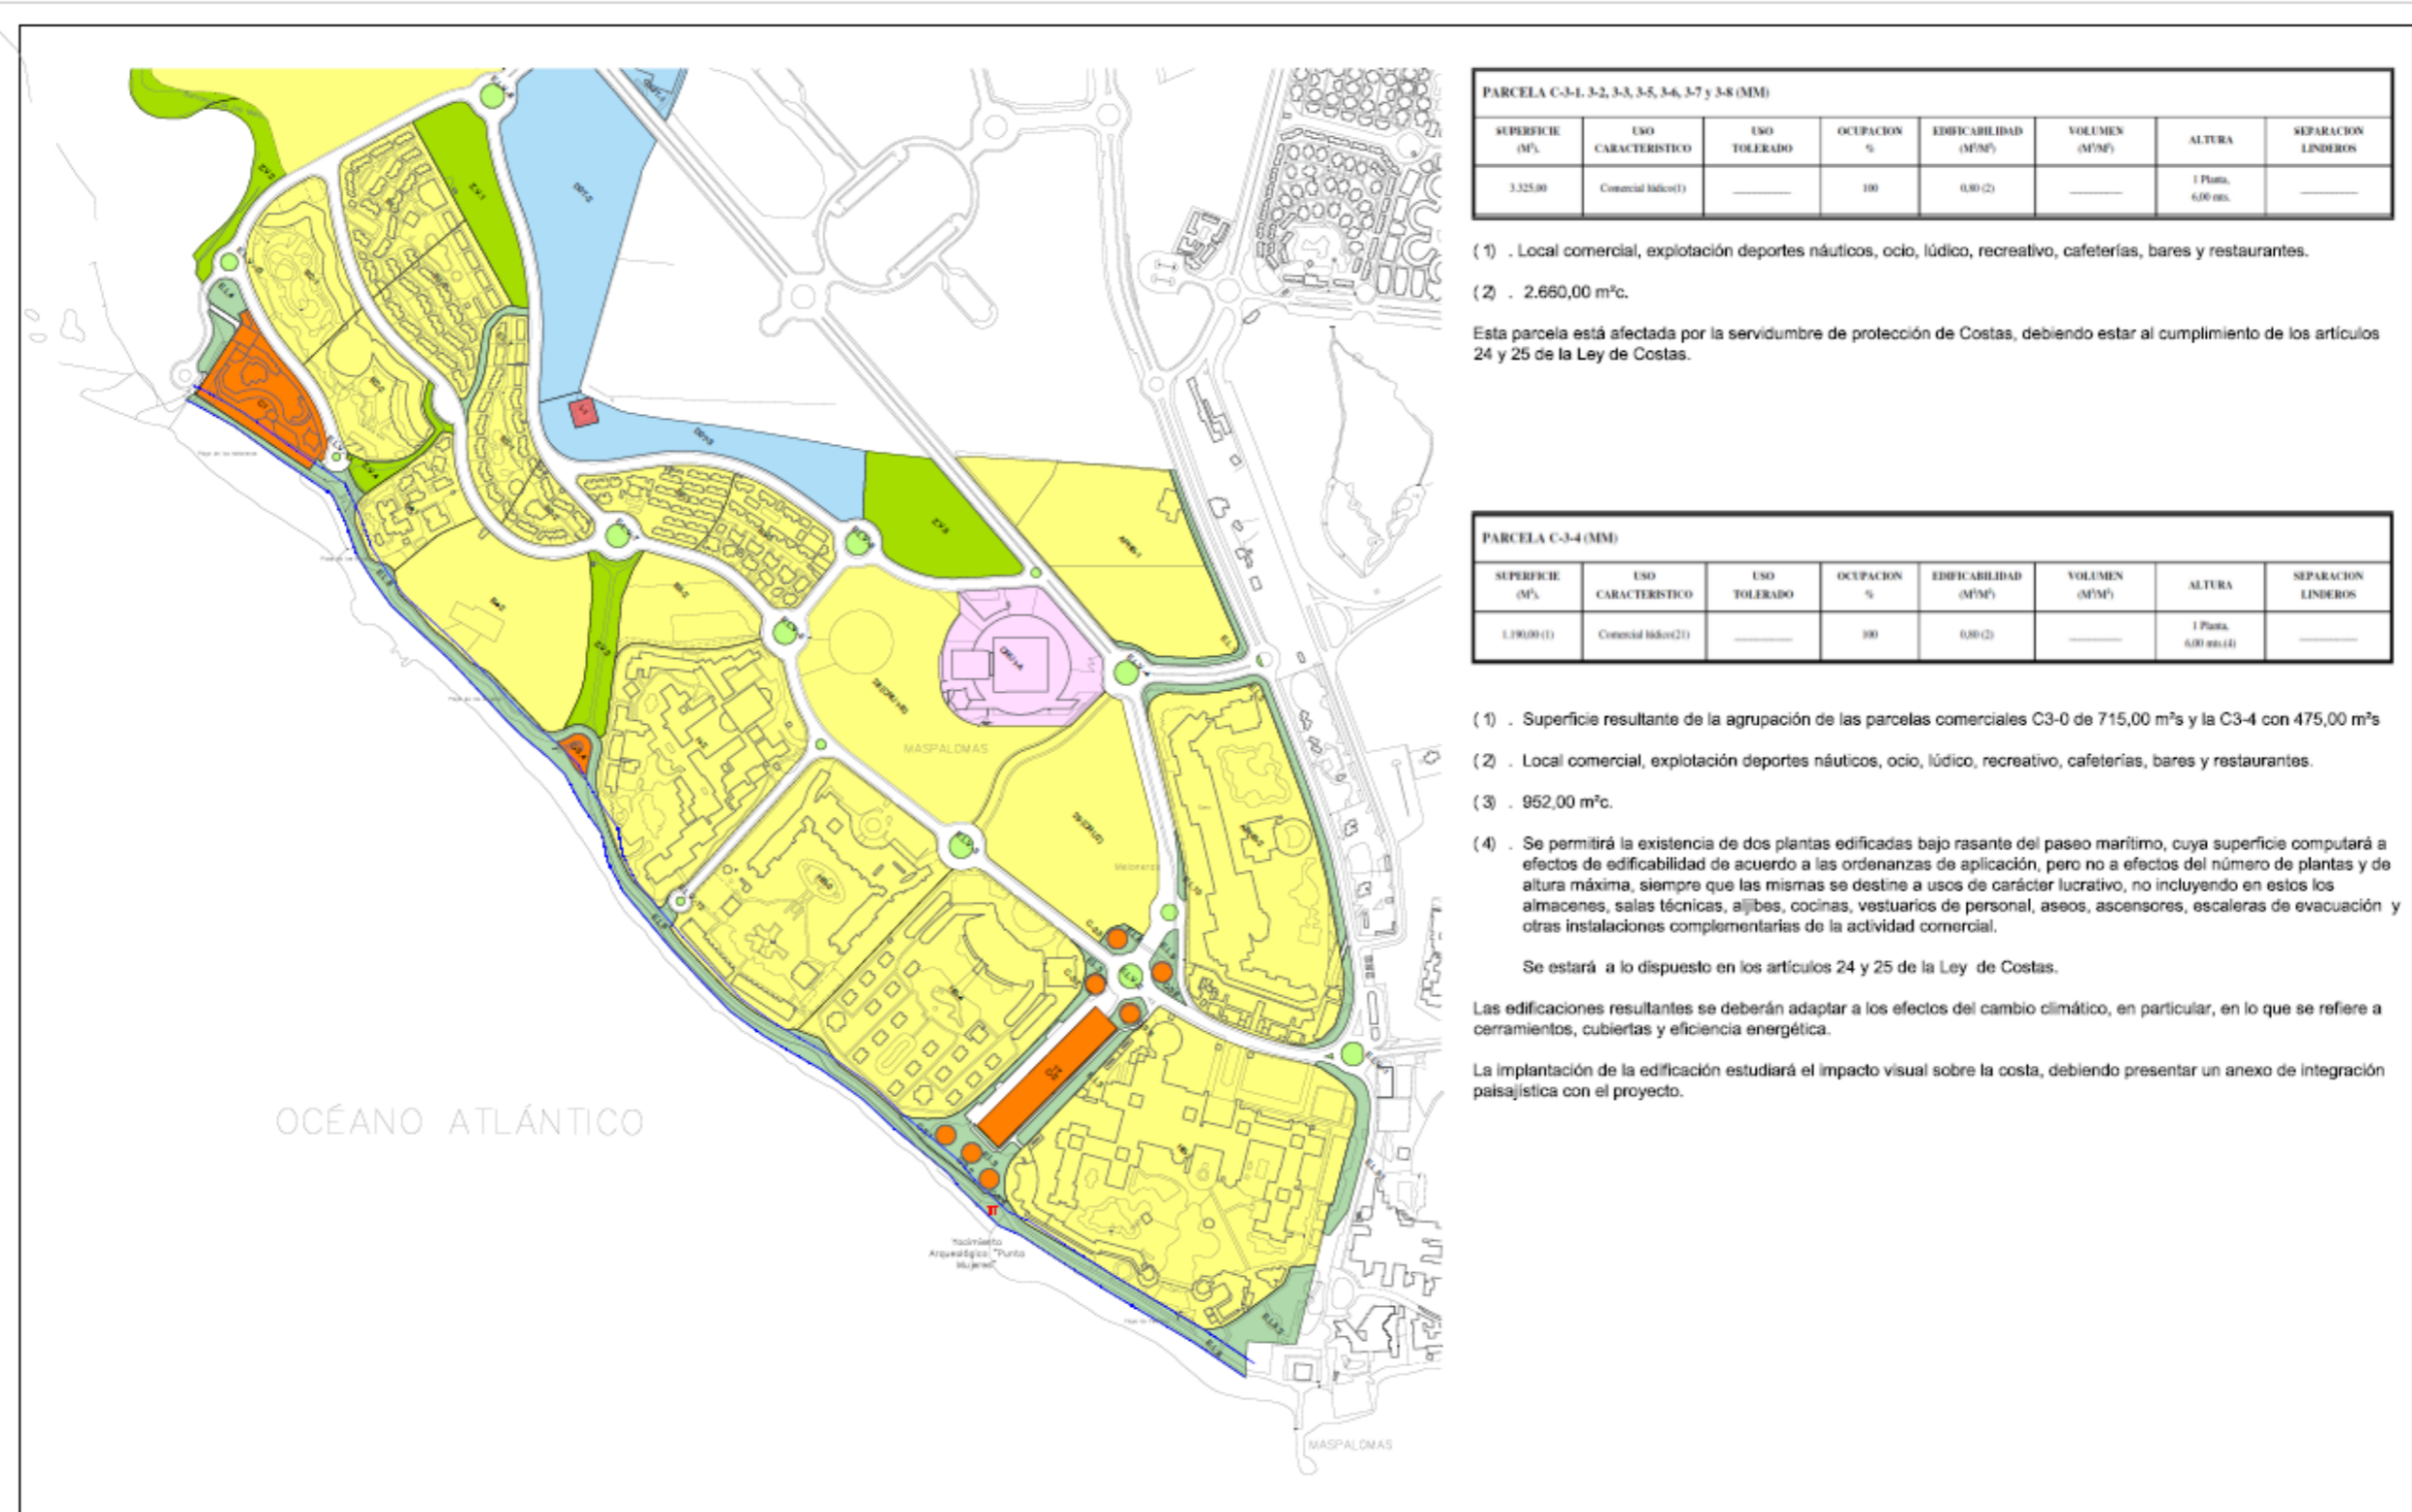 PARCELA C-3-1. 3-2, 3-3, 3-5, 3-6, 3-7 y 3-8 (MM)
SUPERFICIE (M²).
USO CARACTERISTICO
USO TOLERADO
OCUPACION %
EDIFICABILIDAD (M²/M²)
VOLUMEN (M³/M²)
ALTURA
SEPARACION LINDEROS
3.325,00
Comercial lúdico(1)
100
0,80 (2)
1 Planta, 6,00 mts.
( 1) . Local comercial, explotación deportes náuticos, ocio, lúdico, recreativo, cafeterías, bares y restaurantes.
( 2) . 2.660,00 m²c.
Esta parcela está afectada por la servidumbre de protección de Costas, debiendo estar al cumplimiento de los artículos
24 y 25 de la Ley de Costas.
PARCELA C-3-4 (MM)
SUPERFICIE (M²).
USO CARACTERISTICO
USO TOLERADO
OCUPACION %
EDIFICABILIDAD (M²/M²)
VOLUMEN (M³/M²)
ALTURA
SEPARACION LINDEROS
1.190,00 (1)
Comercial lúdico(21)
100
0,80 (2)
1 Planta, 6,00 mts.(4)
( 1) . Superficie resultante de la agrupación de las parcelas comerciales C3-0 de 715,00 m²s y la C3-4 con 475,00 m²s
( 2) . Local comercial, explotación deportes náuticos, ocio, lúdico, recreativo, cafeterías, bares y restaurantes.
( 3) . 952,00 m²c.
( 4) . Se permitirá la existencia de dos plantas edificadas bajo rasante del paseo marítimo, cuya superficie computará a
efectos de edificabilidad de acuerdo a las ordenanzas de aplicación, pero no a efectos del número de plantas y de
altura máxima, siempre que las mismas se destine a usos de carácter lucrativo, no incluyendo en estos los
almacenes, salas técnicas, aljibes, cocinas, vestuarios de personal, aseos, ascensores, escaleras de evacuación y
otras instalaciones complementarias de la actividad comercial.
Se estará a lo dispuesto en los artículos 24 y 25 de la Ley de Costas.
Las edificaciones resultantes se deberán adaptar a los efectos del cambio climático, en particular, en lo que se refiere a
cerramientos, cubiertas y eficiencia energética.
La implantación de la edificación estudiará el impacto visual sobre la costa, debiendo presentar un anexo de integración
paisajística con el proyecto.
MASPALOMAS
Meloneras
OCÉANO ATLÁNTICO
Yacimiento
Arqueológico "Punta
Mujeres"
MASPALOMAS